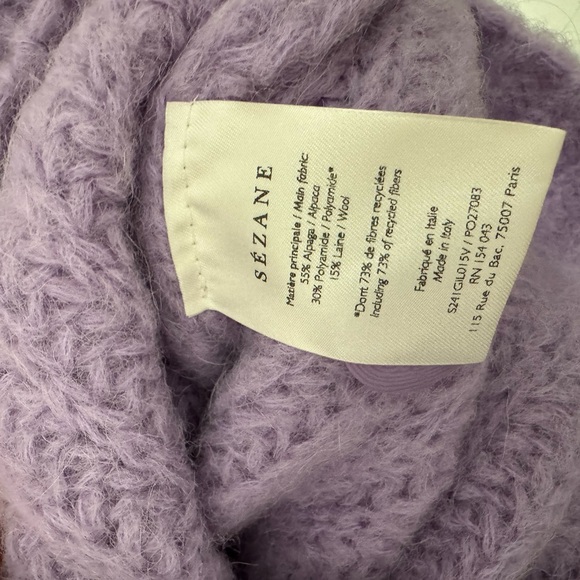 SÉZANE
Matière principale / Main fabric:
55% Alpaga / Alpaca
30% Polyamide / Polyamide*
15% Laine / Wool
*Dont 73% de fibres recyclées
Including 73% of recycled fibers
Fabriqué en Italie
Made in Italy
S241GIL015V / PO27083
RN 154 043
115 Rue du Bac, 75007 Paris